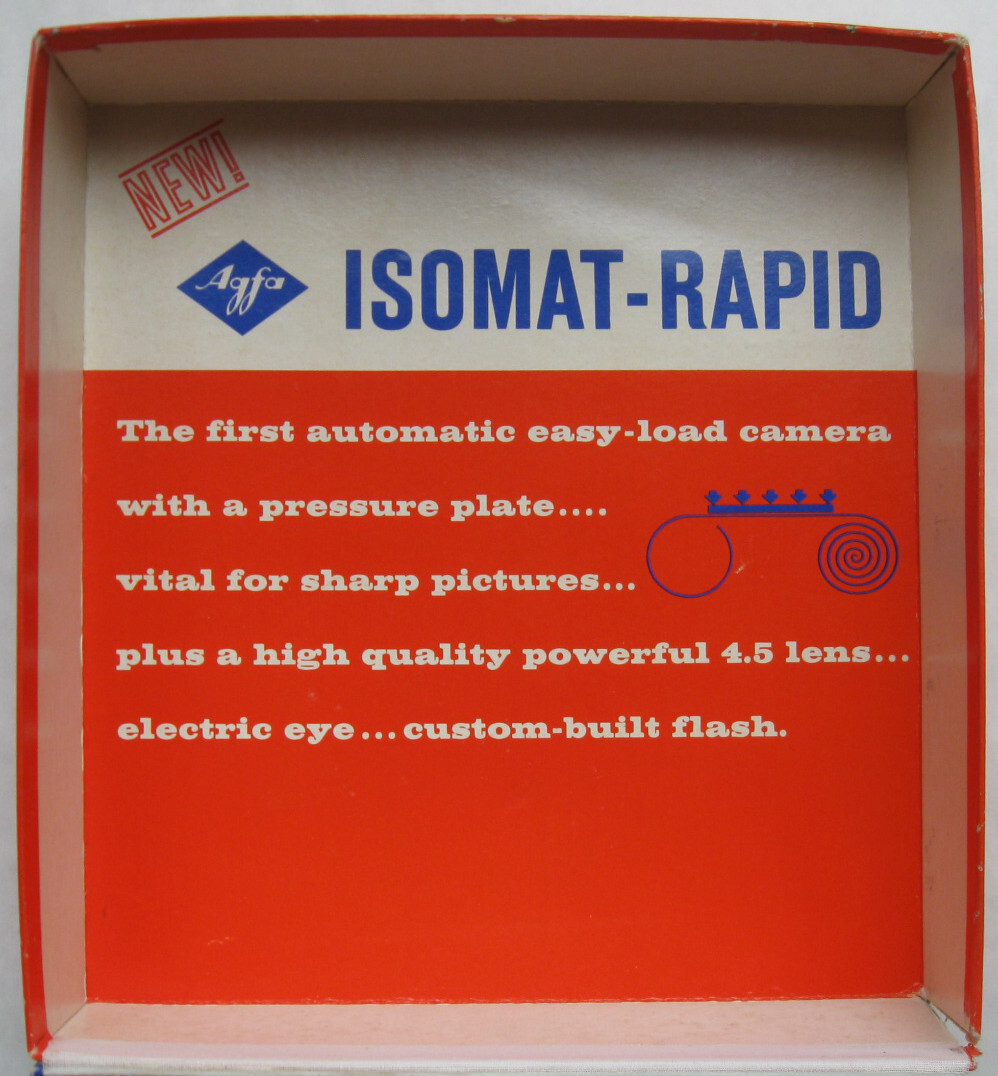 NEW!
Agfa ISOMAT-RAPID
The first automatic easy-load camera
with a pressure plate....
vital for sharp pictures...
plus a high quality powerful 4.5 lens...
electric eye...custom-built flash.